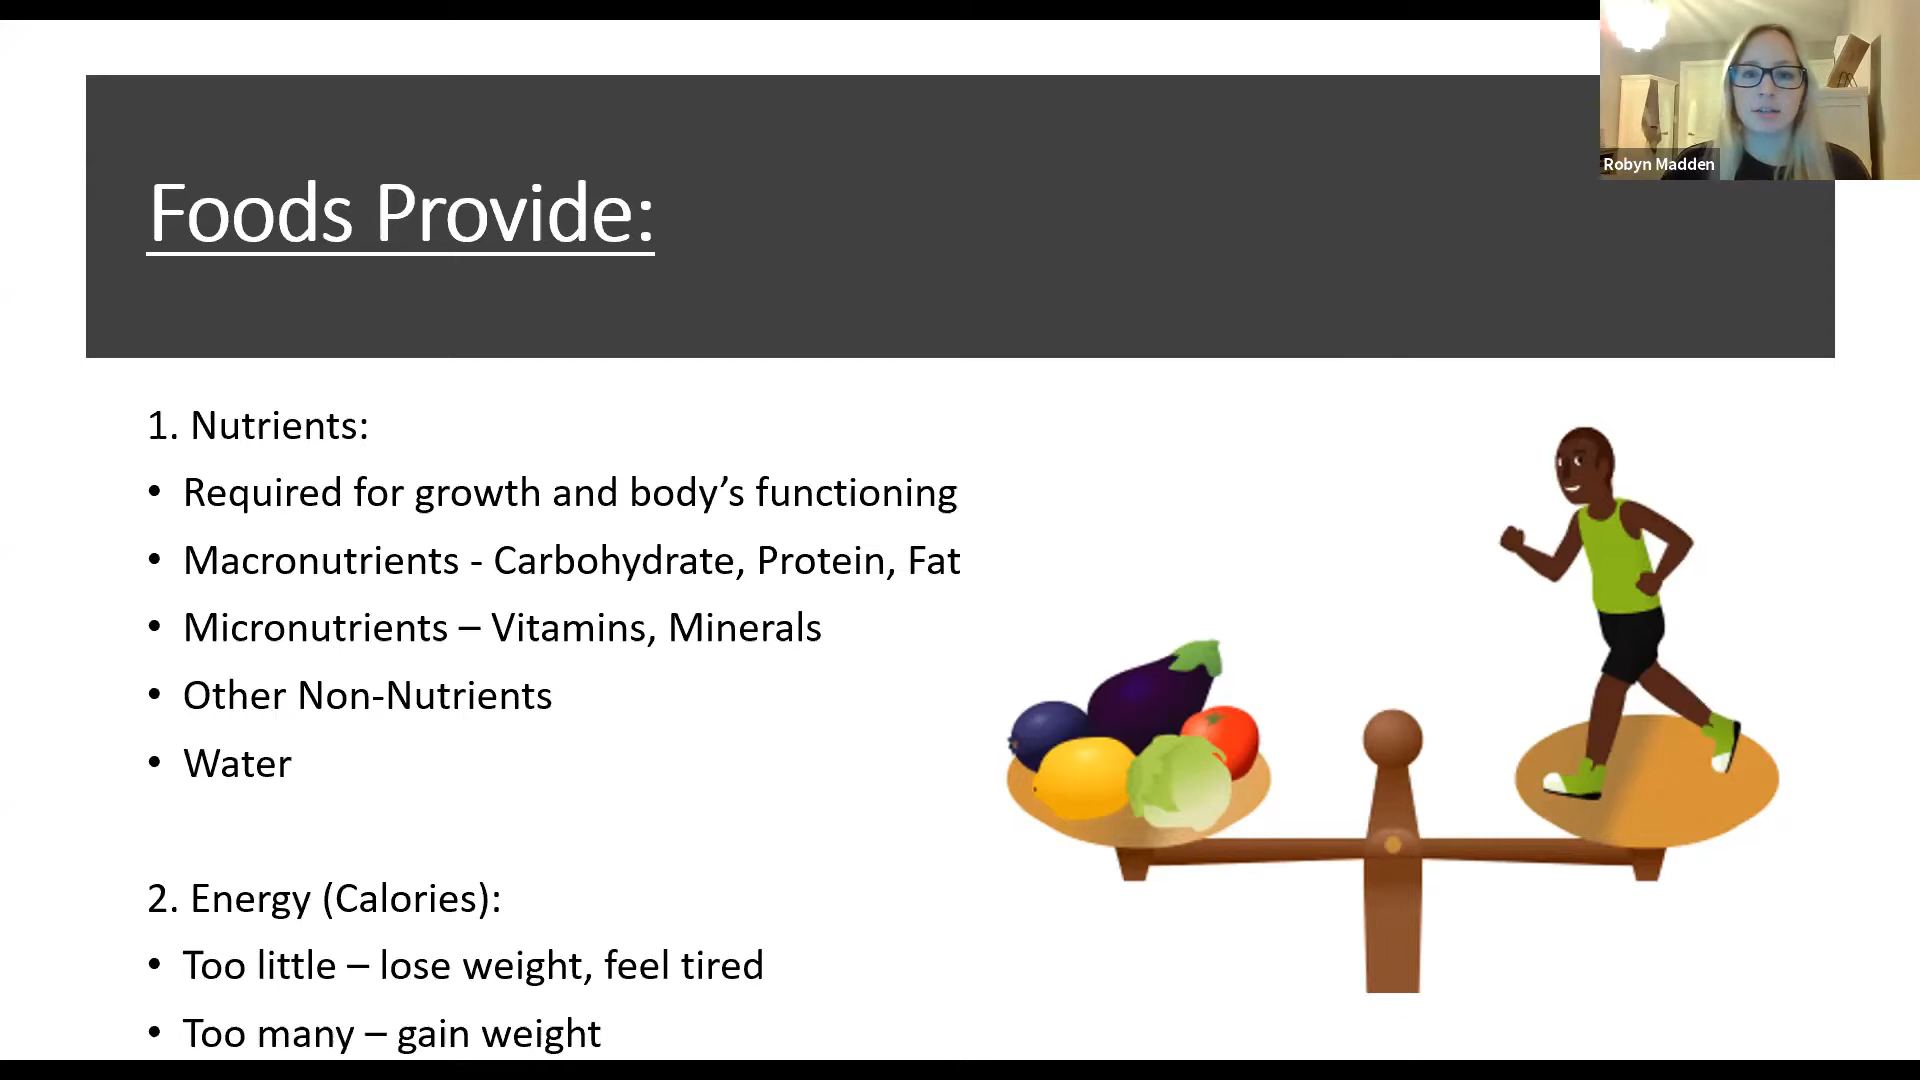 Robyn Madden
Foods Provide:
1. Nutrients:
• Required for growth and body’s functioning
• Macronutrients - Carbohydrate, Protein, Fat
• Micronutrients – Vitamins, Minerals
• Other Non-Nutrients
• Water
2. Energy (Calories):
• Too little – lose weight, feel tired
• Too many – gain weight